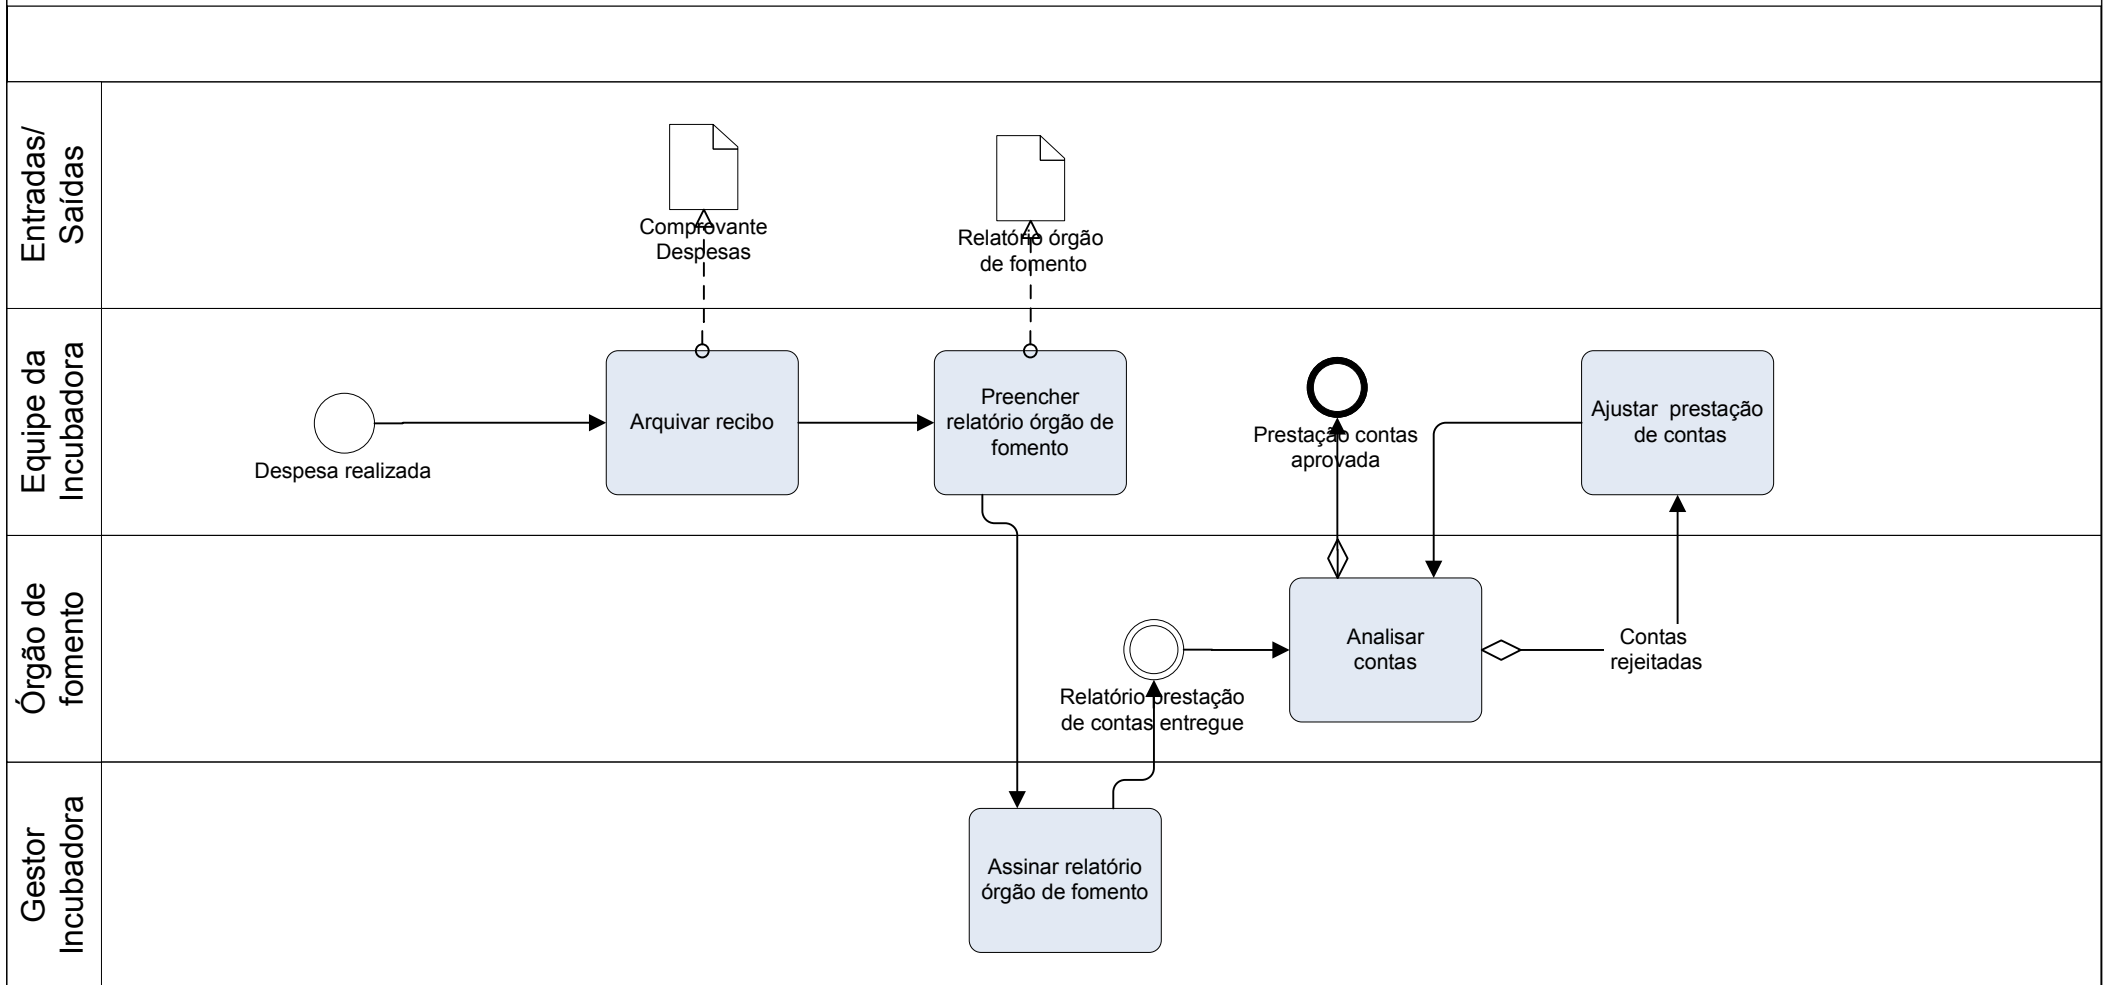 Entradas/
Saídas
Comprovante
Despesas
Relatório órgão
de fomento
Equipe da
Incubadora
Despesa realizada
Arquivar recibo
Preencher
relatório órgão de
fomento
Prestação contas
aprovada
Ajustar  prestação
de contas
Órgão de
fomento
Relatório prestação
de contas entregue
Analisar
contas
Contas
rejeitadas
Gestor
Incubadora
Assinar relatório
órgão de fomento